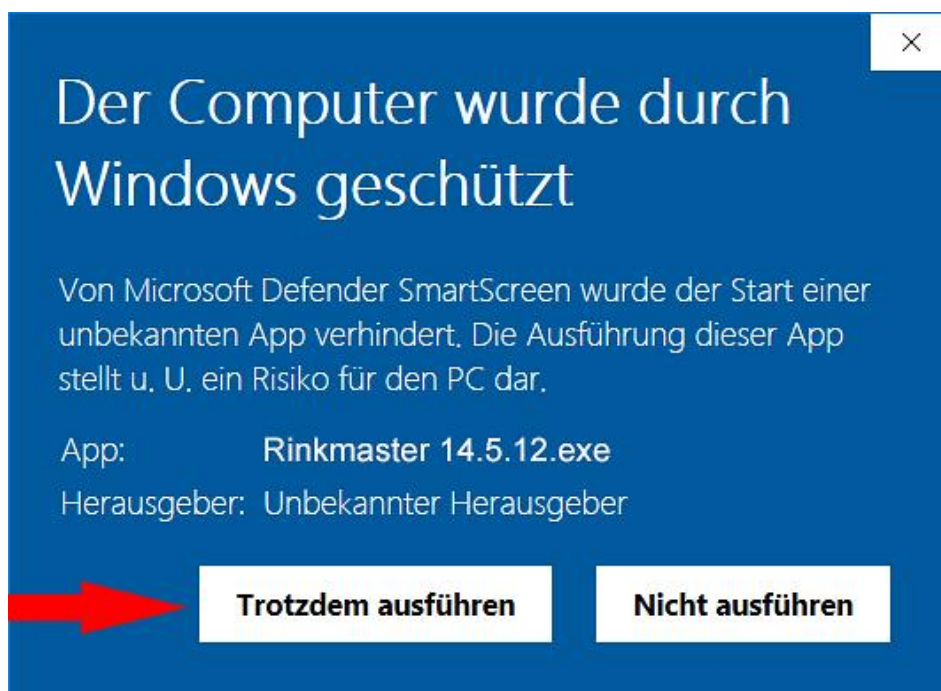 Der Computer wurde durch
Windows geschützt
Von Microsoft Defender SmartScreen wurde der Start einer
unbekannten App verhindert. Die Ausführung dieser App
stellt u. U. ein Risiko für den PC dar.
App: Rinkmaster 14.5.12.exe
Herausgeber: Unbekannter Herausgeber
Trotzdem ausführen Nicht ausführen